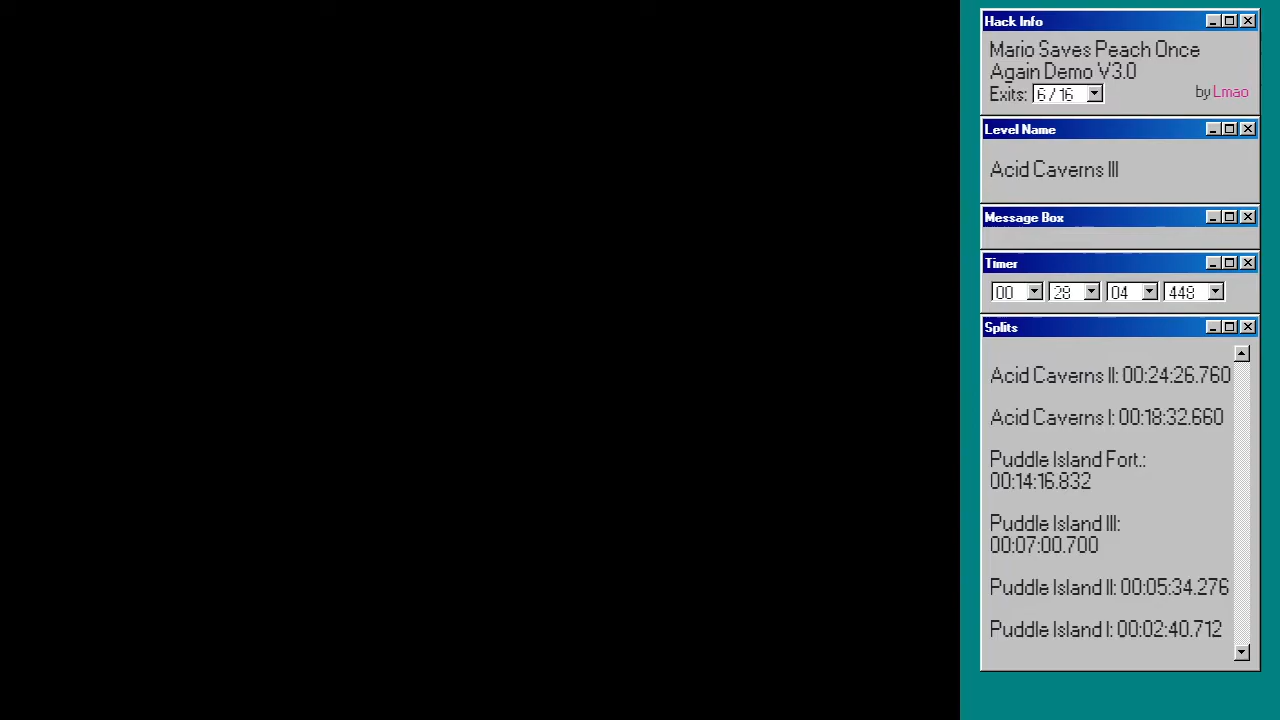 Hack Info
Mario Saves Peach Once
Again Demo V3.0
Exits: 6/16
by Lmao
Level Name
Acid Caverns III
Message Box
Timer
00 28 04 448
Splits
Acid Caverns II: 00:24:26.760
Acid Caverns I: 00:18:32.660
Puddle Island Fort.:
00:14:16.832
Puddle Island III:
00:07:00.700
Puddle Island II: 00:05:34.276
Puddle Island I: 00:02:40.712